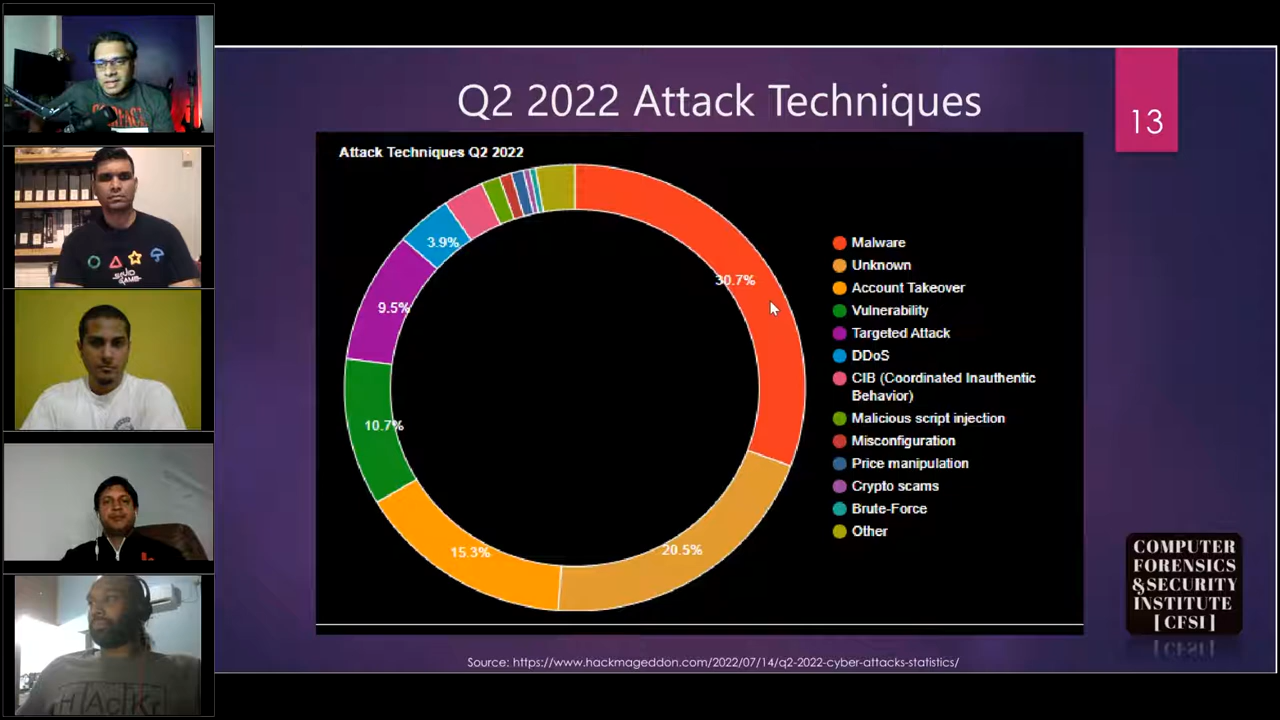 Q2 2022 Attack Techniques
13
Attack Techniques Q2 2022
30.7%
20.5%
15.3%
10.7%
9.5%
3.9%
Malware
Unknown
Account Takeover
Vulnerability
Targeted Attack
DDoS
CIB (Coordinated Inauthentic
Behavior)
Malicious script injection
Misconfiguration
Price manipulation
Crypto scams
Brute-Force
Other
COMPUTER
FORENSICS
&SECURITY
INSTITUTE
[ CFSI ]
Source: https://www.hackmageddon.com/2022/07/14/q2-2022-cyber-attacks-statistics/